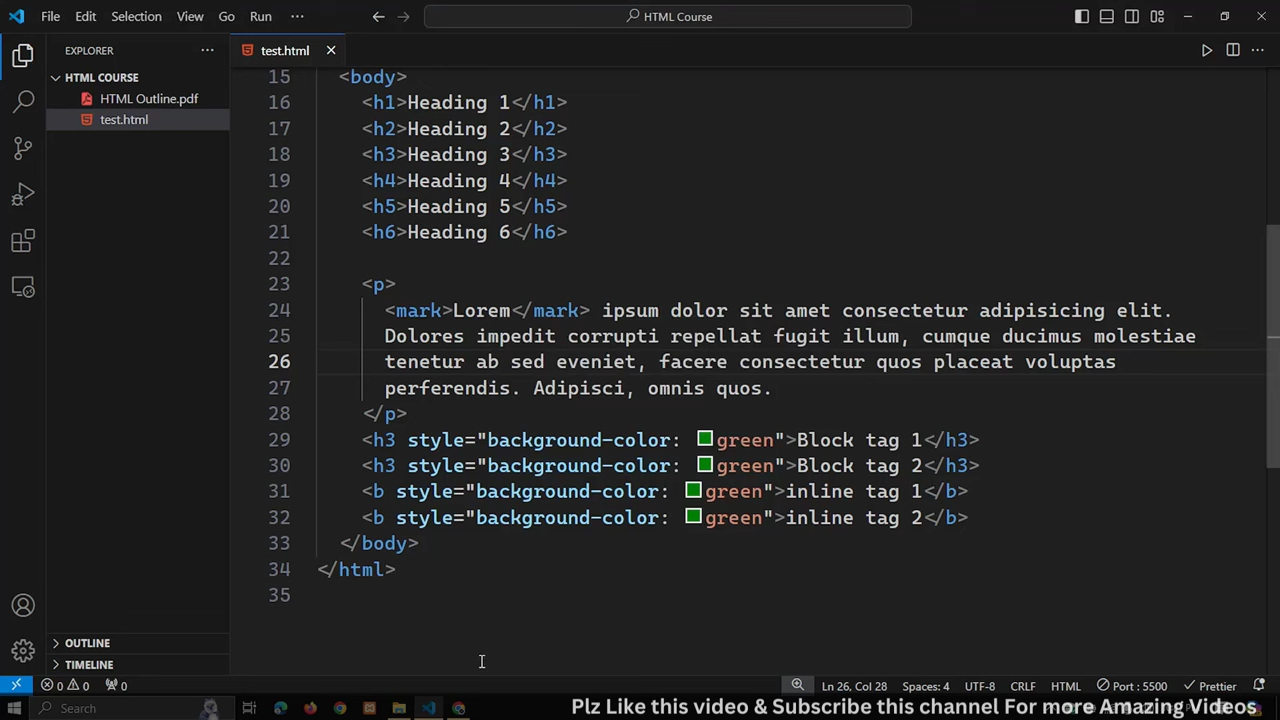 File Edit Selection View Go Run ··· HTML Course
EXPLORER ··· test.html
HTML COURSE
HTML Outline.pdf
test.html
15 <body>
16 <h1>Heading 1</h1>
17 <h2>Heading 2</h2>
18 <h3>Heading 3</h3>
19 <h4>Heading 4</h4>
20 <h5>Heading 5</h5>
21 <h6>Heading 6</h6>
22
23 <p>
24 <mark>Lorem</mark> ipsum dolor sit amet consectetur adipisicing elit.
25 Dolores impedit corrupti repellat fugit illum, cumque ducimus molestiae
26 tenetur ab sed eveniet, facere consectetur quos placeat voluptas
27 perferendis. Adipisci, omnis quos.
28 </p>
29 <h3 style="background-color: green">Block tag 1</h3>
30 <h3 style="background-color: green">Block tag 2</h3>
31 <b style="background-color: green">inline tag 1</b>
32 <b style="background-color: green">inline tag 2</b>
33 </body>
34 </html>
35
OUTLINE
TIMELINE
0 0 0 Ln 26, Col 28 Spaces: 4 UTF-8 CRLF HTML Port : 5500 Prettier
Search Plz Like this video & Subscribe this channel For more Amazing Videos